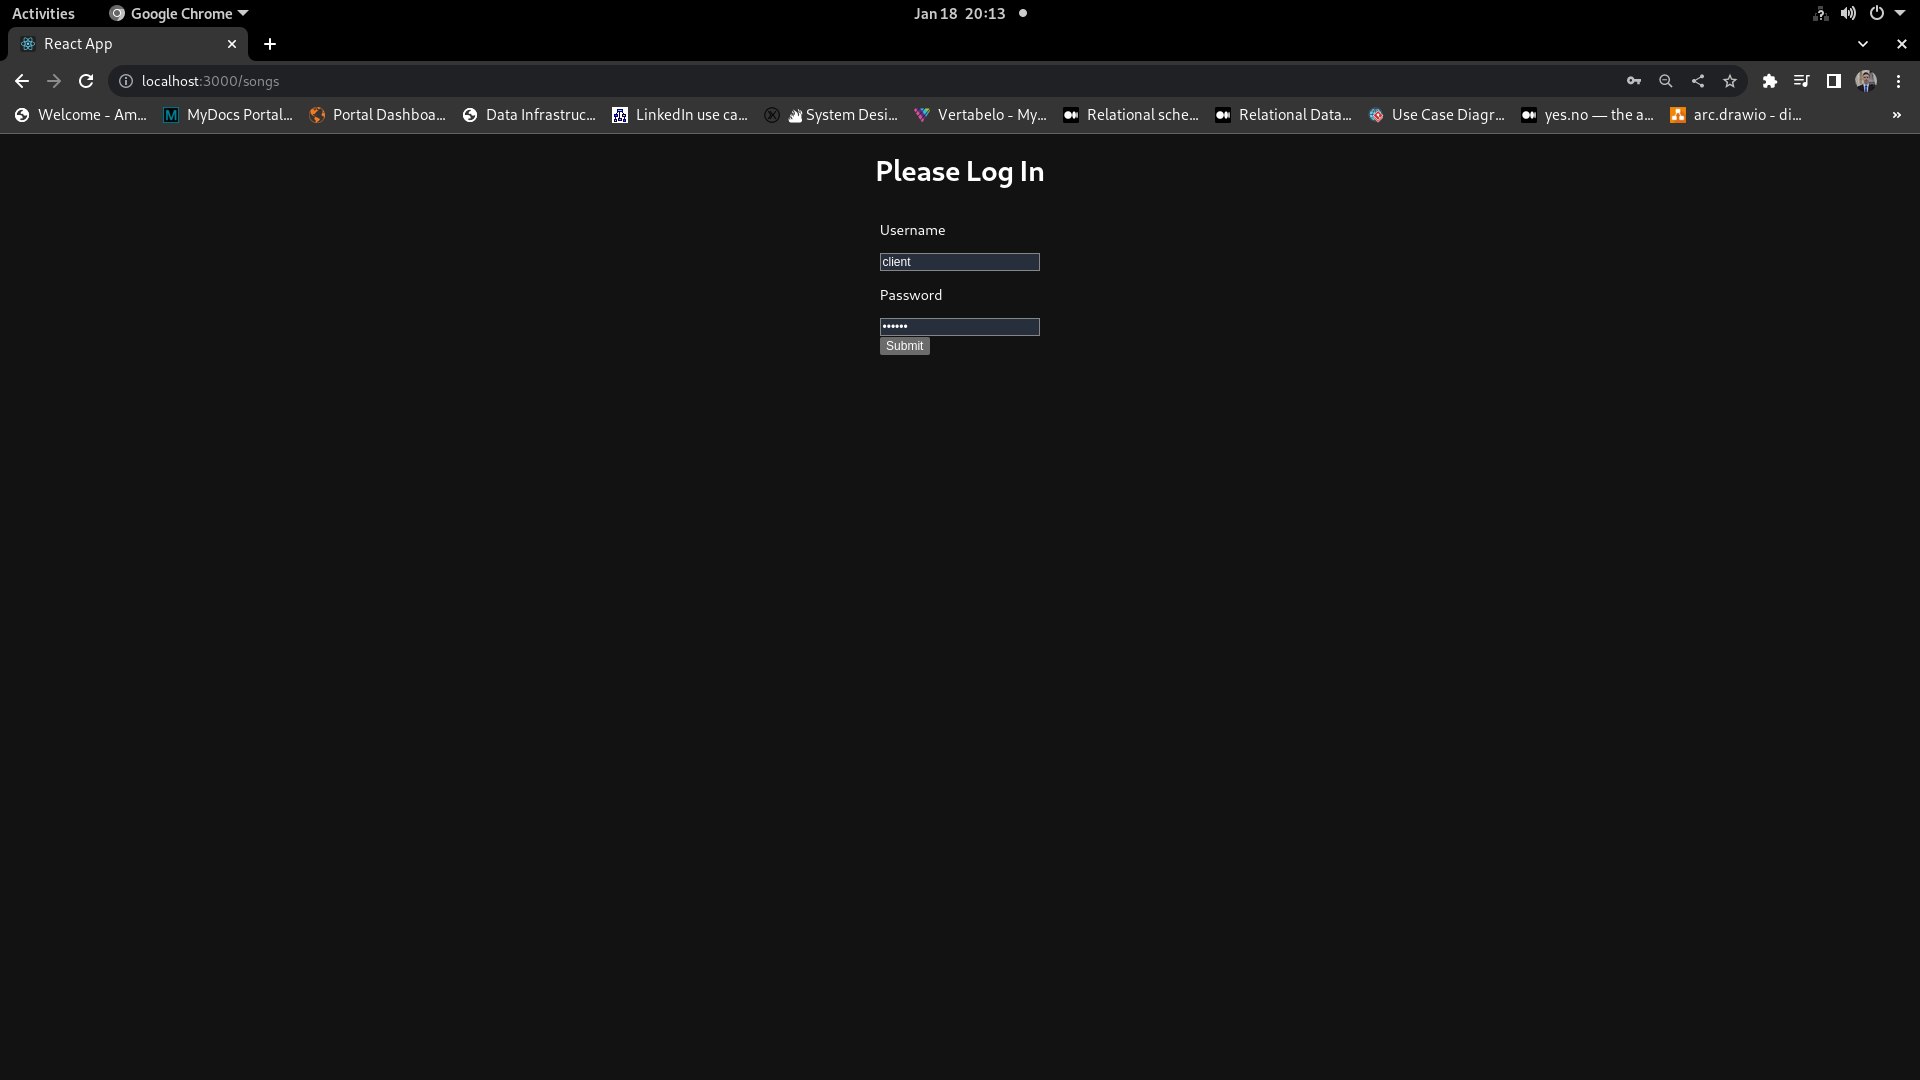 Activities Google Chrome Jan 18 20:13
React App
localhost:3000/songs
Welcome - Am... MyDocs Portal... Portal Dashboa... Data Infrastruc... LinkedIn use ca... System Desi... Vertabelo - My... Relational sche... Relational Data... Use Case Diagr... yes.no — the a... arc.drawio - di... »
Please Log In
Username
client
Password
••••••
Submit